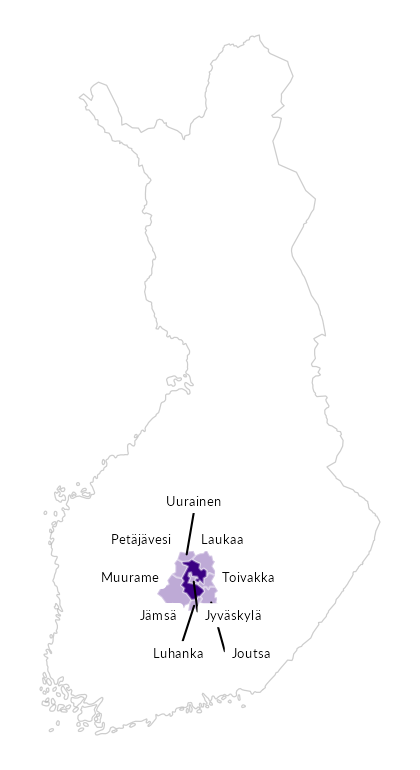 Uurainen
Petäjävesi
Laukaa
Muurame
Toivakka
Jämsä
Jyväskylä
Luhanka
Joutsa